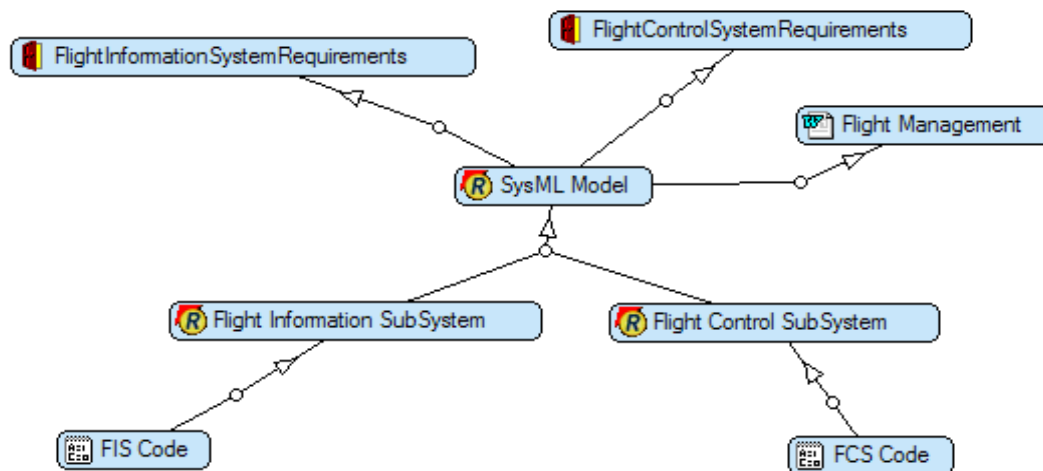 FlightControlSystemRequirements
FlightInformationSystemRequirements
Flight Management
R SysML Model
R Flight Information SubSystem
R Flight Control SubSystem
FIS Code
FCS Code